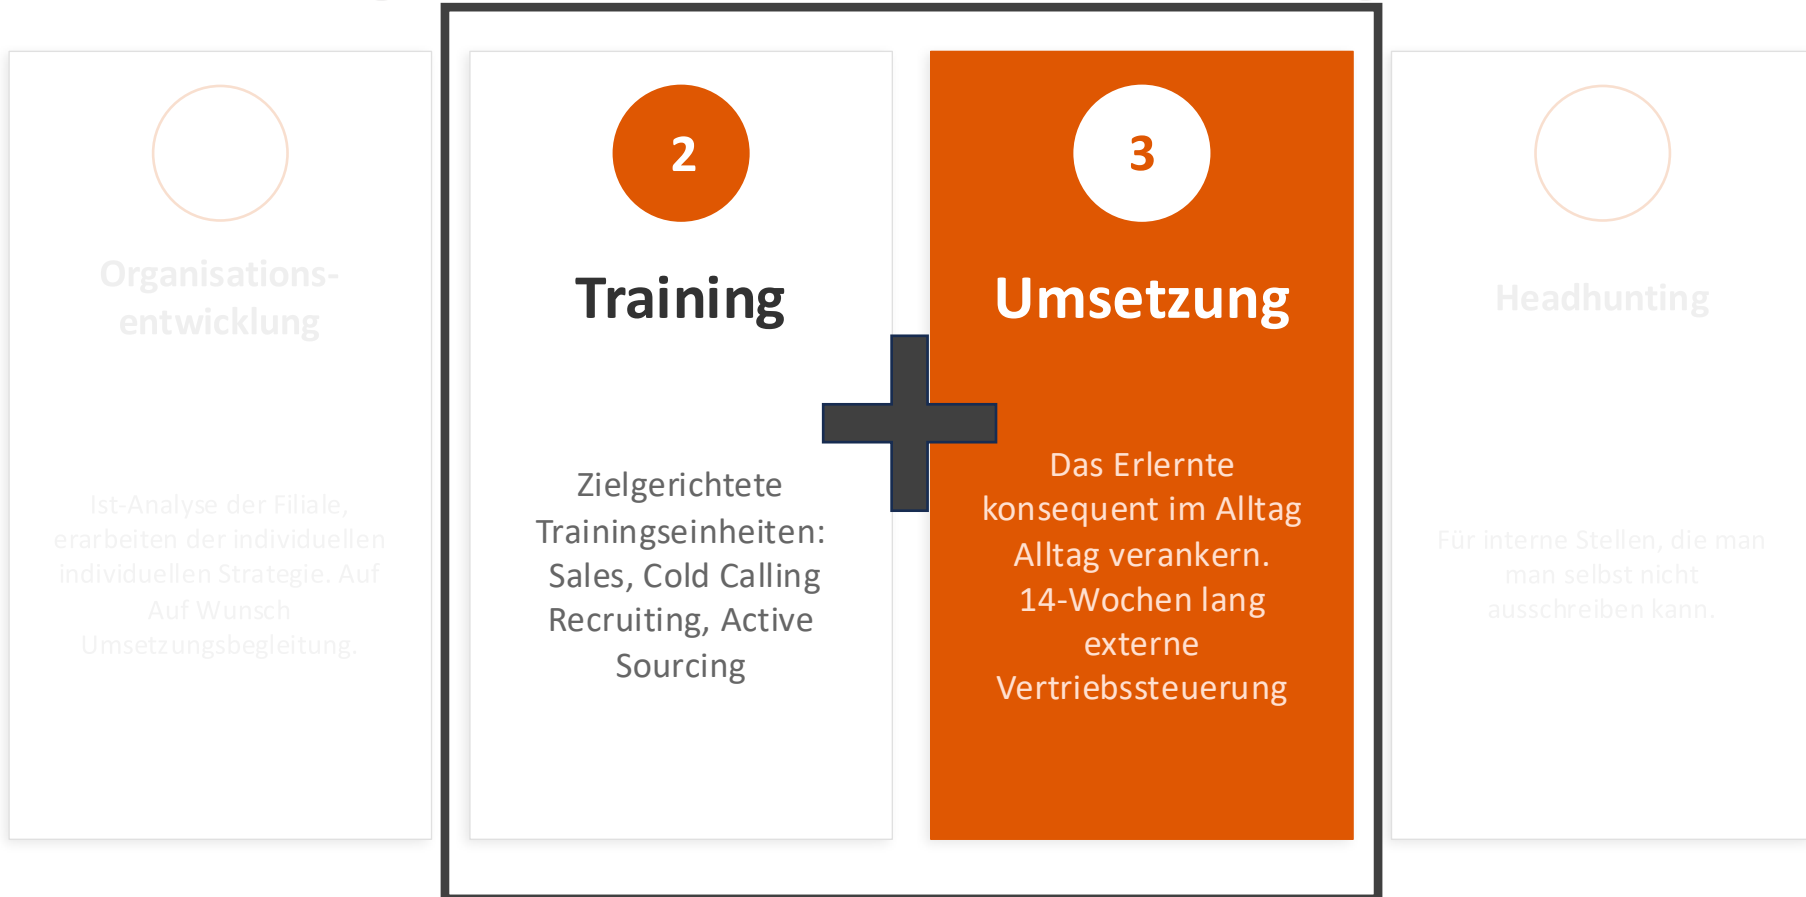 Organisations-
entwicklung
Ist-Analyse der Filiale,
erarbeiten der individuellen
individuellen Strategie. Auf
Auf Wunsch
Umsetzungsbegleitung.
2
Training
Zielgerichtete
Trainingseinheiten:
Sales, Cold Calling
Recruiting, Active
Sourcing
3
Umsetzung
Das Erlernte
konsequent im Alltag
Alltag verankern.
14-Wochen lang
externe
Vertriebssteuerung
Headhunting
Für interne Stellen, die man
man selbst nicht
ausschreiben kann.